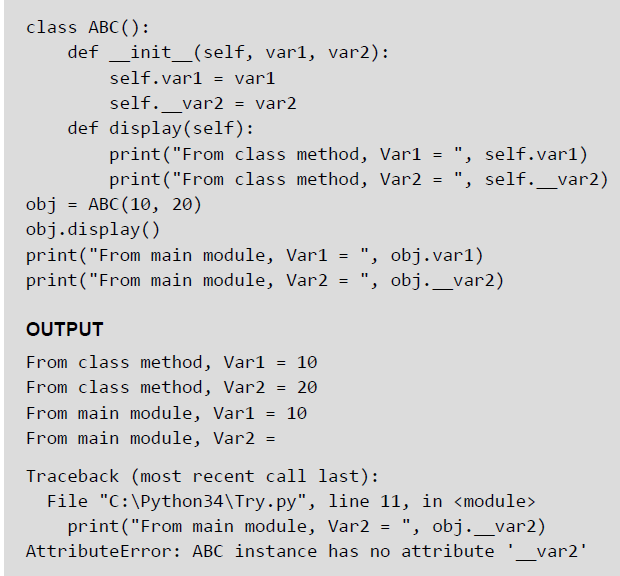 class ABC():
    def __init__(self, var1, var2):
        self.var1 = var1
        self.__var2 = var2
    def display(self):
        print("From class method, Var1 = ", self.var1)
        print("From class method, Var2 = ", self.__var2)
obj = ABC(10, 20)
obj.display()
print("From main module, Var1 = ", obj.var1)
print("From main module, Var2 = ", obj.__var2)
OUTPUT
From class method, Var1 = 10
From class method, Var2 = 20
From main module, Var1 = 10
From main module, Var2 =
Traceback (most recent call last):
  File "C:\Python34\Try.py", line 11, in <module>
    print("From main module, Var2 = ", obj.__var2)
AttributeError: ABC instance has no attribute '__var2'